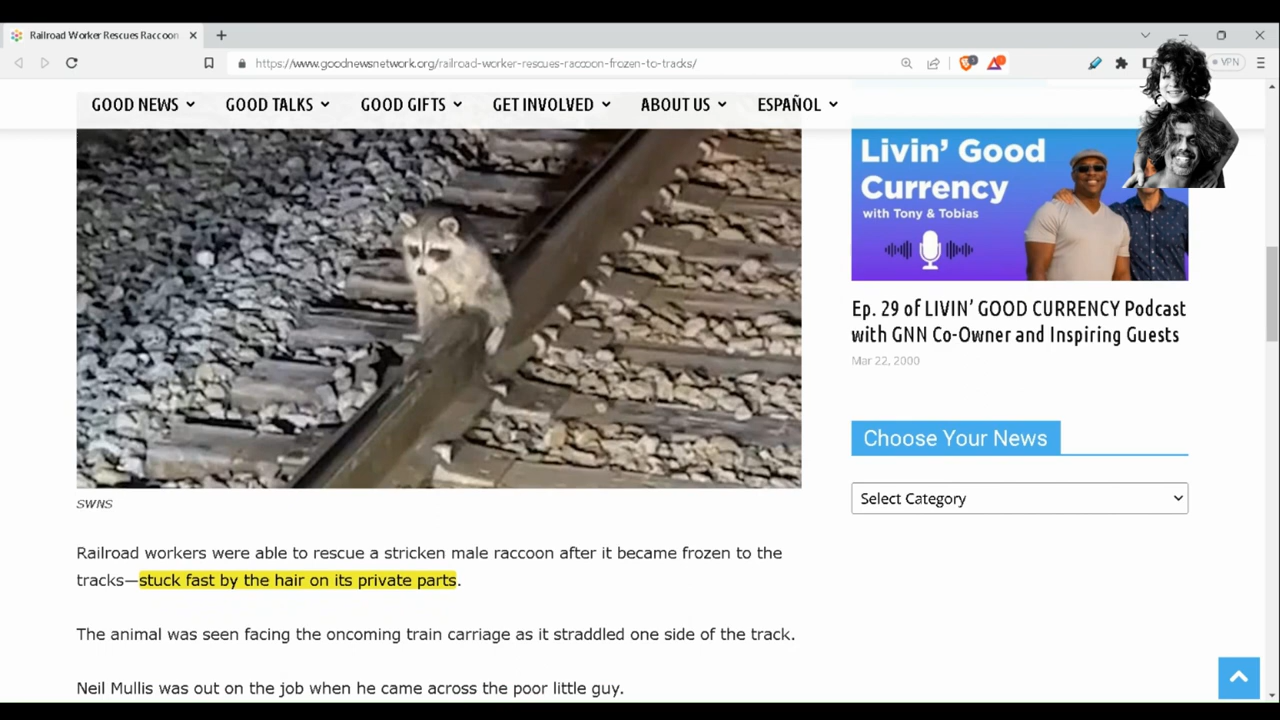 Railroad Worker Rescues Raccoon
https://www.goodnewsnetwork.org/railroad-worker-rescues-raccoon-frozen-to-tracks/
VPN
GOOD NEWS
GOOD TALKS
GOOD GIFTS
GET INVOLVED
ABOUT US
ESPAÑOL
Livin' Good
Currency
with Tony & Tobias
Ep. 29 of LIVIN' GOOD CURRENCY Podcast
with GNN Co-Owner and Inspiring Guests
Mar 22, 2000
Choose Your News
Select Category
SWNS
Railroad workers were able to rescue a stricken male raccoon after it became frozen to the
tracks—stuck fast by the hair on its private parts.
The animal was seen facing the oncoming train carriage as it straddled one side of the track.
Neil Mullis was out on the job when he came across the poor little guy.